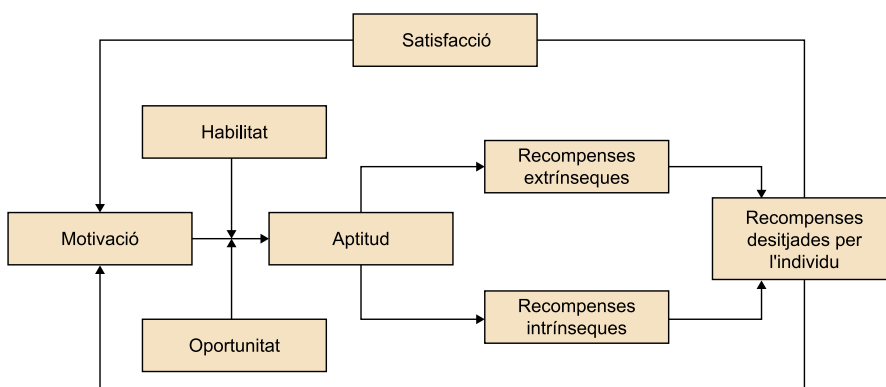 Satisfacció
Habilitat
Recompenses
extrínseques
Motivació
Aptitud
Recompenses
desitjades per
l'individu
Recompenses
intrínseques
Oportunitat